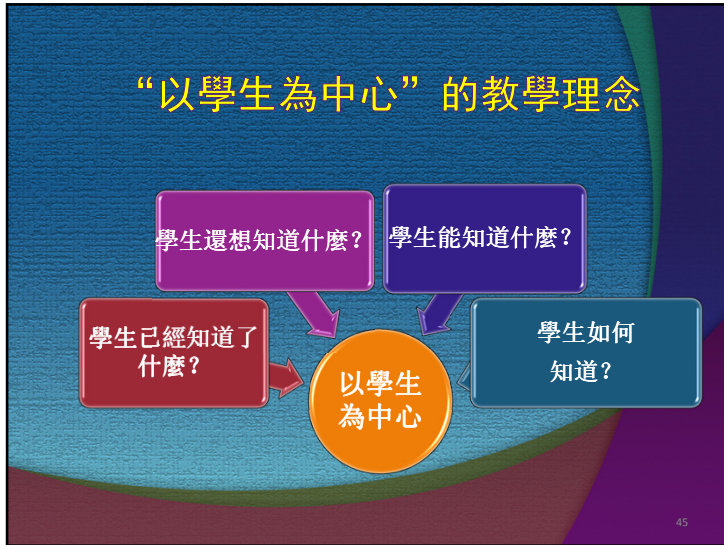 “以學生為中心”的教學理念
學生還想知道什麼？
學生能知道什麼？
學生已經知道了
什麼？
學生如何
知道？
以學生
為中心
45